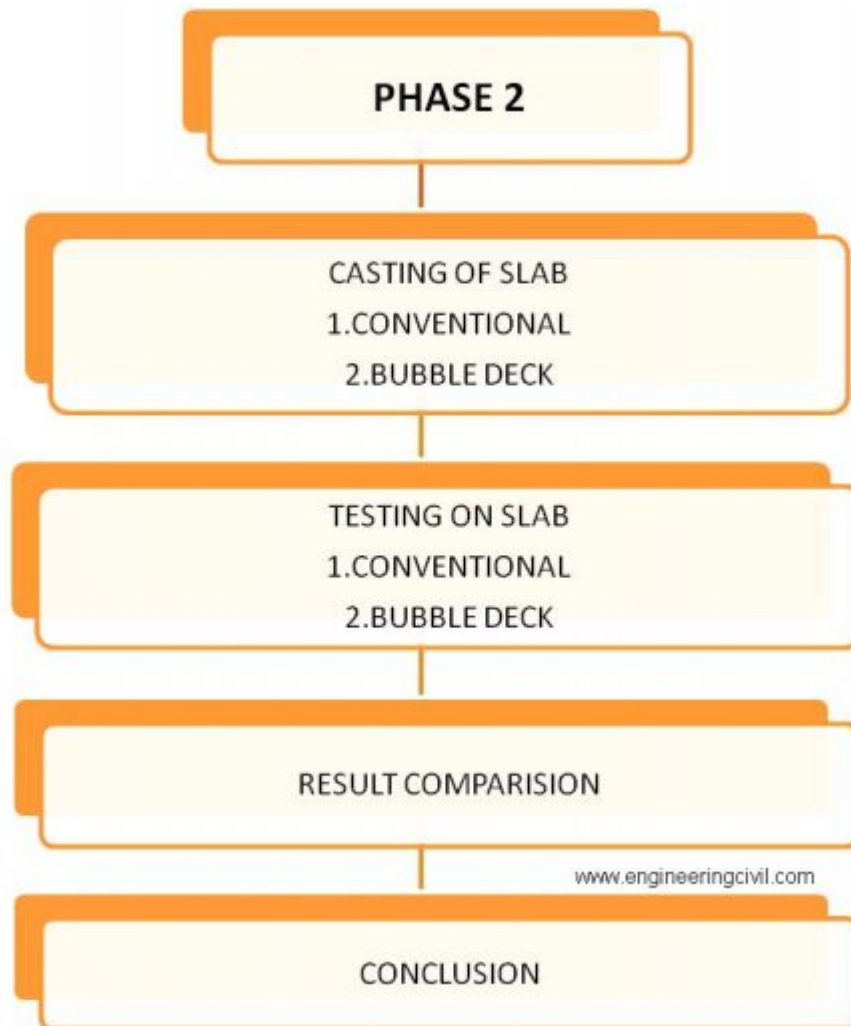 PHASE 2
CASTING OF SLAB
1.CONVENTIONAL
2.BUBBLE DECK
TESTING ON SLAB
1.CONVENTIONAL
2.BUBBLE DECK
RESULT COMPARISION
www.engineeringcivil.com
CONCLUSION